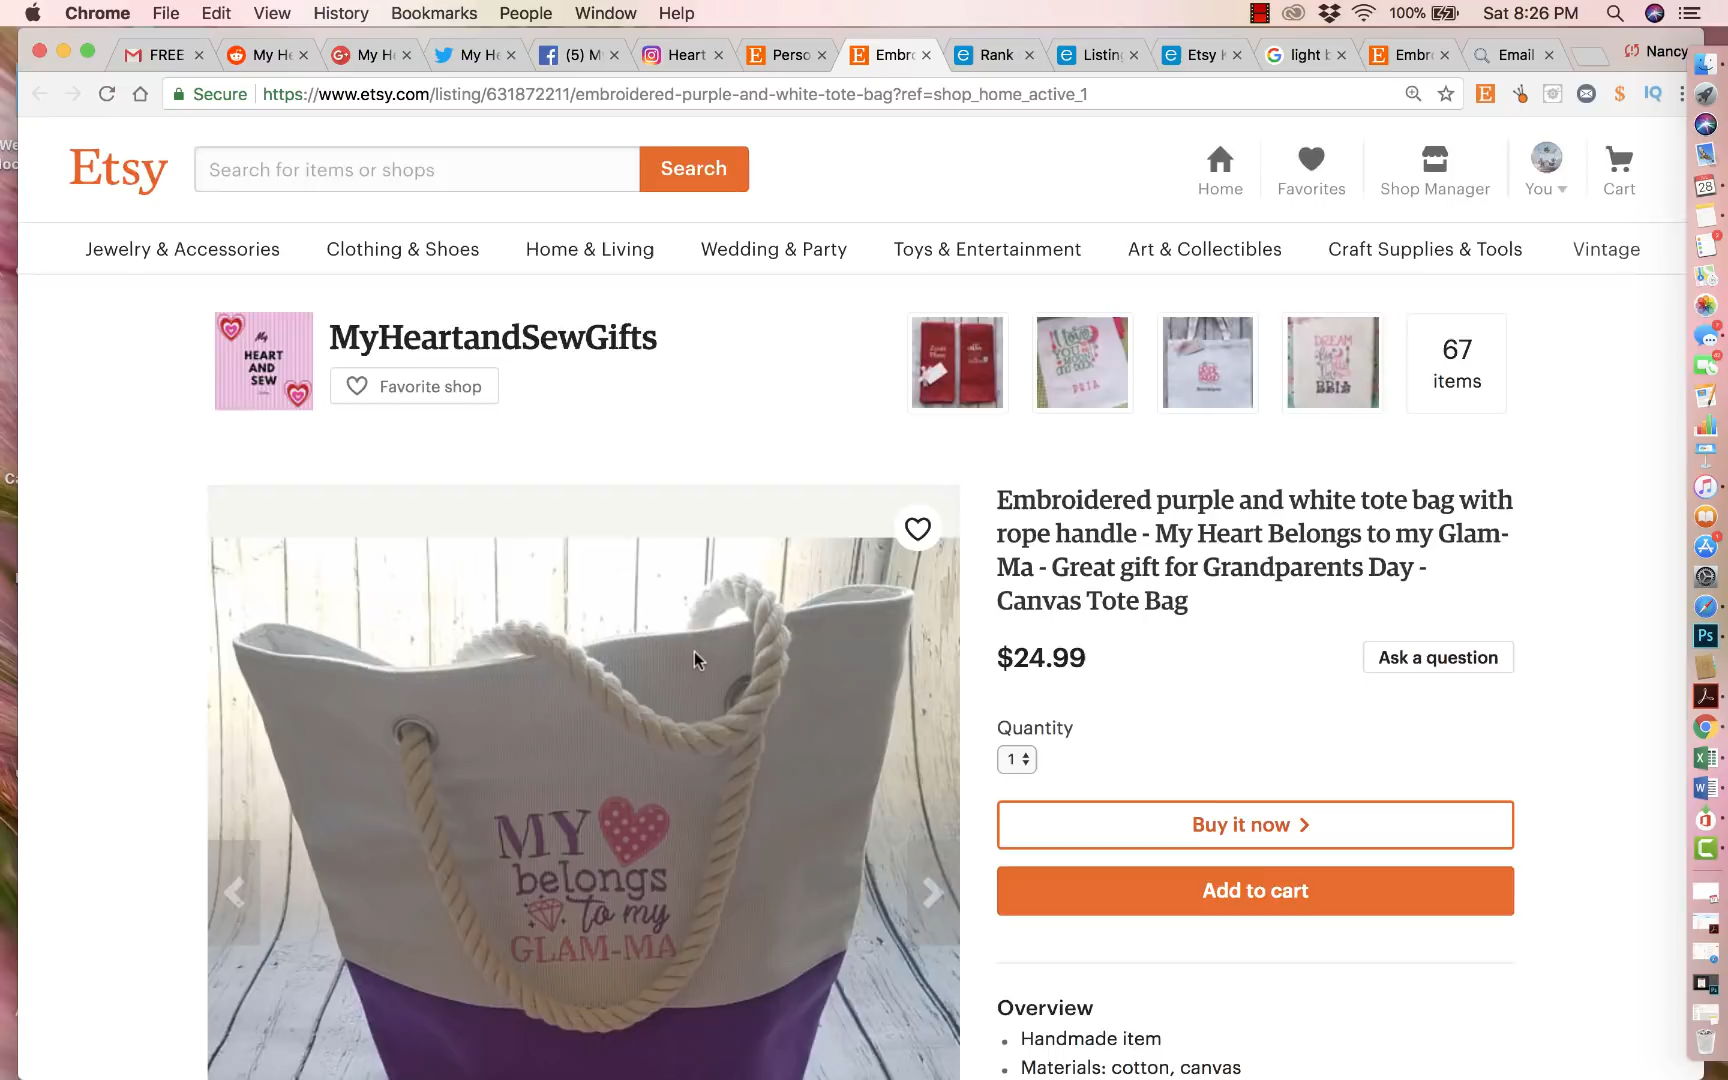 Chrome File Edit View History Bookmarks People Window Help 100% Sat 8:26 PM
FREE My He My H My He (5) M Heart Perso Embro Rank Listing Etsy K light b Embro Email Nancy
Secure https://www.etsy.com/listing/631872211/embroidered-purple-and-white-tote-bag?ref=shop_home_active_1
Etsy Search for items or shops Search
Home Favorites Shop Manager You Cart
Jewelry & Accessories Clothing & Shoes Home & Living Wedding & Party Toys & Entertainment Art & Collectibles Craft Supplies & Tools Vintage
My
HEART
AND
SEW
MyHeartandSewGifts
Favorite shop
67
items
Embroidered purple and white tote bag with
rope handle - My Heart Belongs to my Glam-
Ma - Great gift for Grandparents Day -
Canvas Tote Bag
$24.99
Ask a question
Quantity
1
Buy it now
Add to cart
Overview
Handmade item
Materials: cotton, canvas
MY
belongs
to my
GLAM-MA